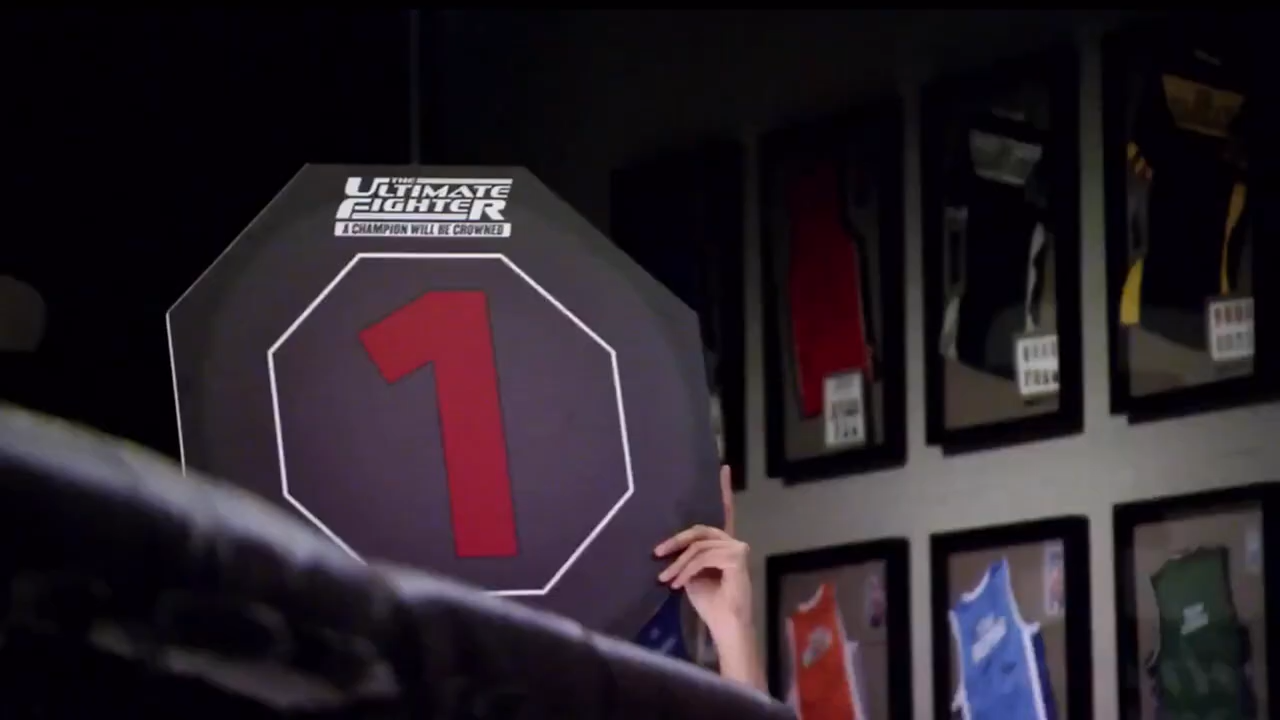 THE
ULTIMATE
FIGHTER
A CHAMPION WILL BE CROWNED
1